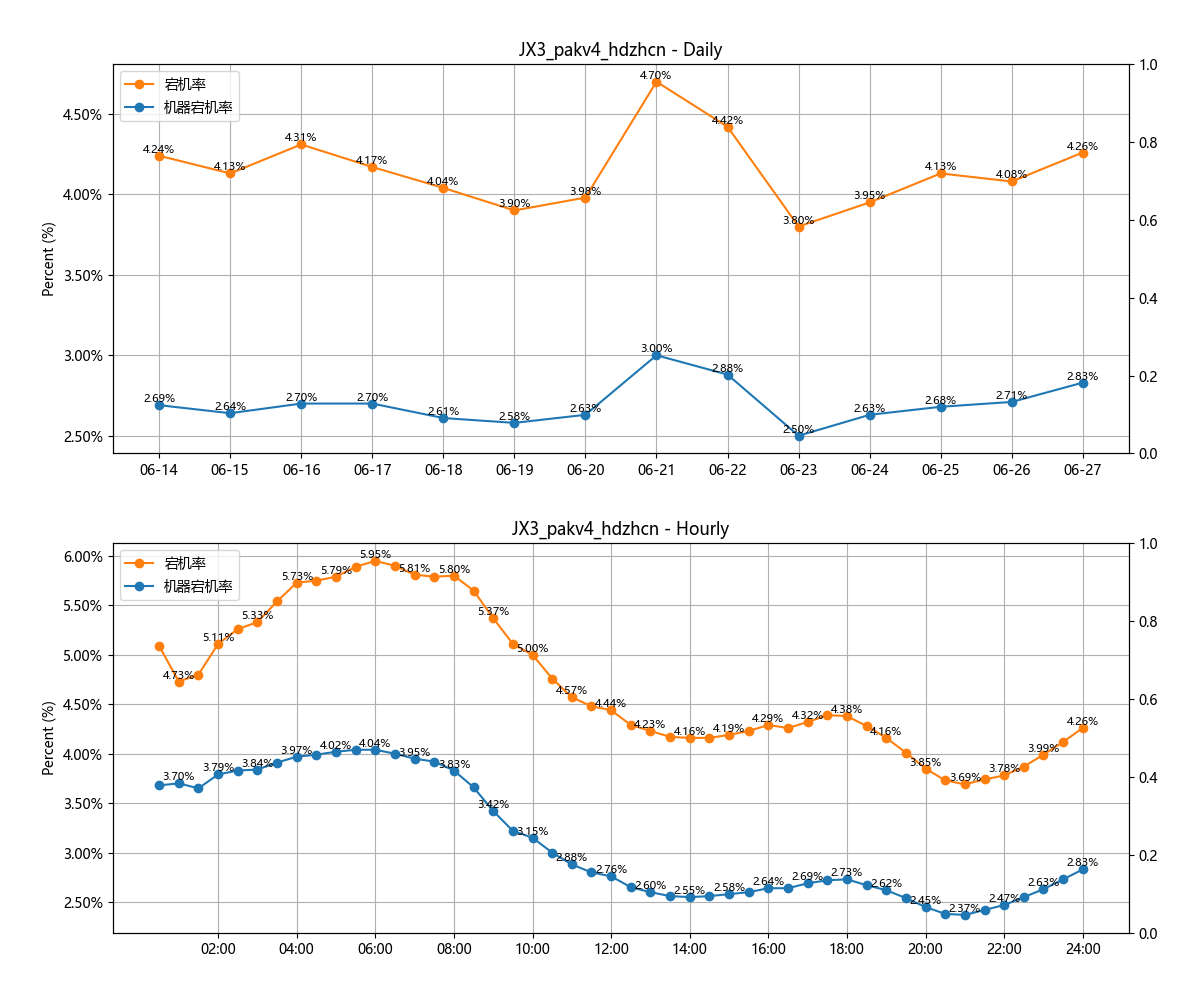 JX3_pakv4_hdzhcn - Daily
宕机率
机器宕机率
Percent (%)
4.50%
4.00%
3.50%
3.00%
2.50%
1.0
0.8
0.6
0.4
0.2
0.0
4.24% 4.13% 4.31% 4.17% 4.04% 3.90% 3.98% 4.70% 4.42% 3.80% 3.95% 4.13% 4.08% 4.26%
2.69% 2.64% 2.70% 2.70% 2.61% 2.58% 2.63% 3.00% 2.88% 2.50% 2.63% 2.68% 2.71% 2.83%
06-14 06-15 06-16 06-17 06-18 06-19 06-20 06-21 06-22 06-23 06-24 06-25 06-26 06-27
JX3_pakv4_hdzhcn - Hourly
宕机率
机器宕机率
Percent (%)
6.00%
5.50%
5.00%
4.50%
4.00%
3.50%
3.00%
2.50%
1.0
0.8
0.6
0.4
0.2
0.0
4.73% 5.11% 5.33% 5.73% 5.79% 5.95% 5.81% 5.80% 5.37% 5.00% 4.57% 4.44% 4.23% 4.16% 4.19% 4.29% 4.32% 4.38% 4.16% 3.85% 3.69% 3.78% 3.99% 4.26%
3.70% 3.79% 3.84% 3.97% 4.02% 4.04% 3.95% 3.83% 3.42% 3.15% 2.88% 2.76% 2.60% 2.55% 2.58% 2.64% 2.69% 2.73% 2.62% 2.45% 2.37% 2.47% 2.63% 2.83%
02:00 04:00 06:00 08:00 10:00 12:00 14:00 16:00 18:00 20:00 22:00 24:00